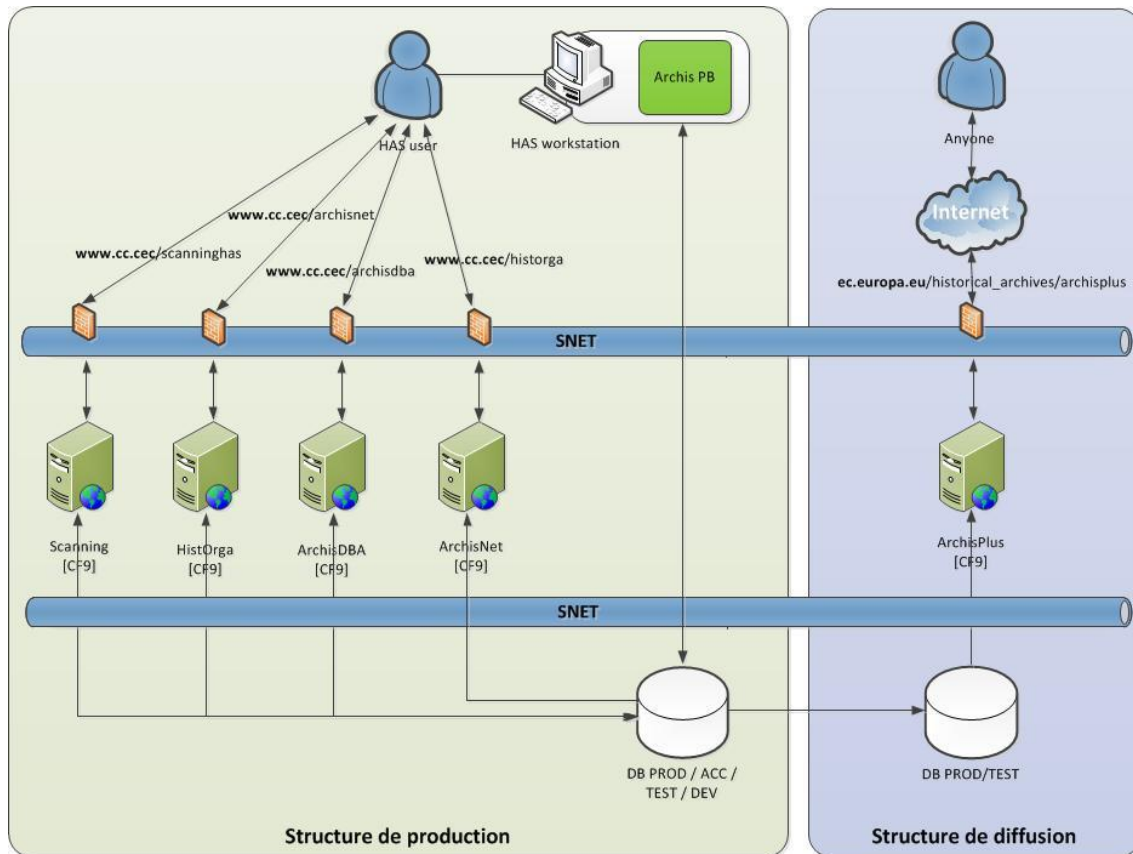 Archis PB
HAS user
HAS workstation
Anyone
Internet
www.cc.cec/archisnet
www.cc.cec/scanninghas
www.cc.cec/archisdba
www.cc.cec/historga
ec.europa.eu/historical_archives/archisplus
SNET
Scanning
[CF9]
HistOrga
[CF9]
ArchisDBA
[CF9]
ArchisNet
[CF9]
ArchisPlus
[CF9]
SNET
DB PROD / ACC /
TEST / DEV
DB PROD/TEST
Structure de production
Structure de diffusion